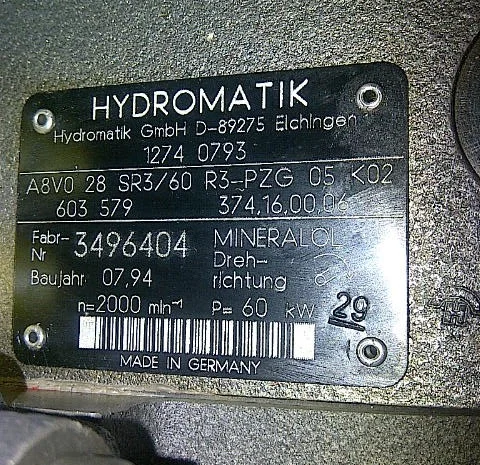 HYDROMATIK
Hydromatik GmbH D-89275 Elchingen
1274 0793
A8VO 28 SR3/60 R3-PZG 05 K02
603 579 374,16,00,06
Fabr-Nr 3496404 MINERALÖL
Baujahr 07,94 Dreh-richtung
n=2000 min⁻¹ P= 60 kW 29
MADE IN GERMANY